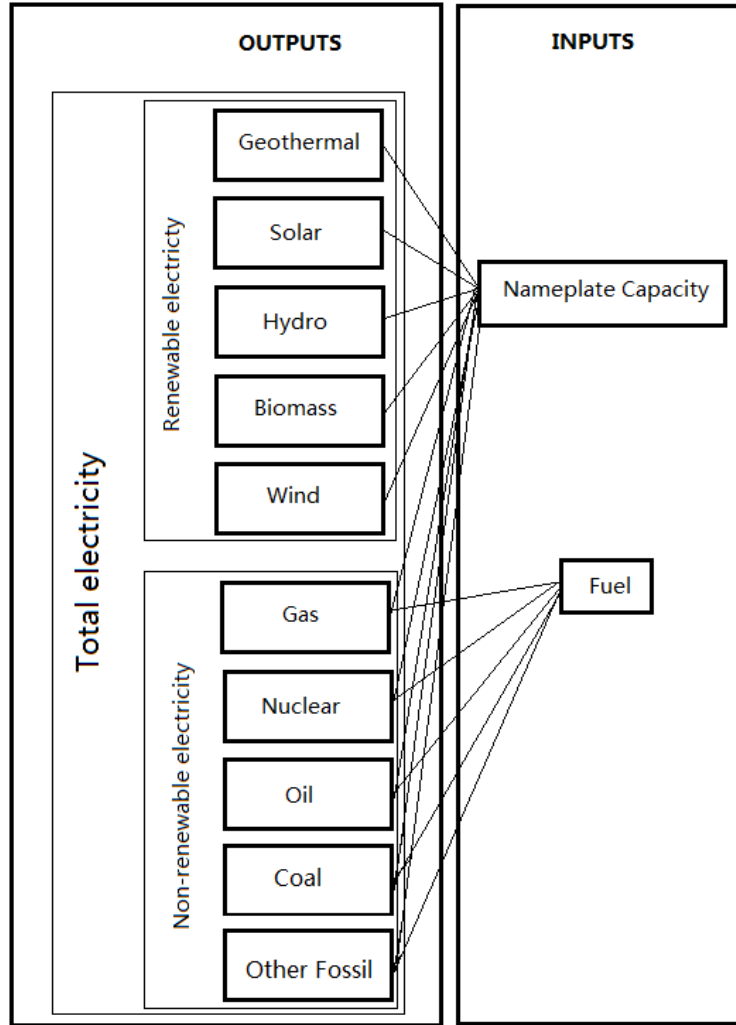 OUTPUTS
INPUTS
Total electricity
Renewable electricty
Geothermal
Solar
Hydro
Biomass
Wind
Non-renewable electricity
Gas
Nuclear
Oil
Coal
Other Fossil
Nameplate Capacity
Fuel